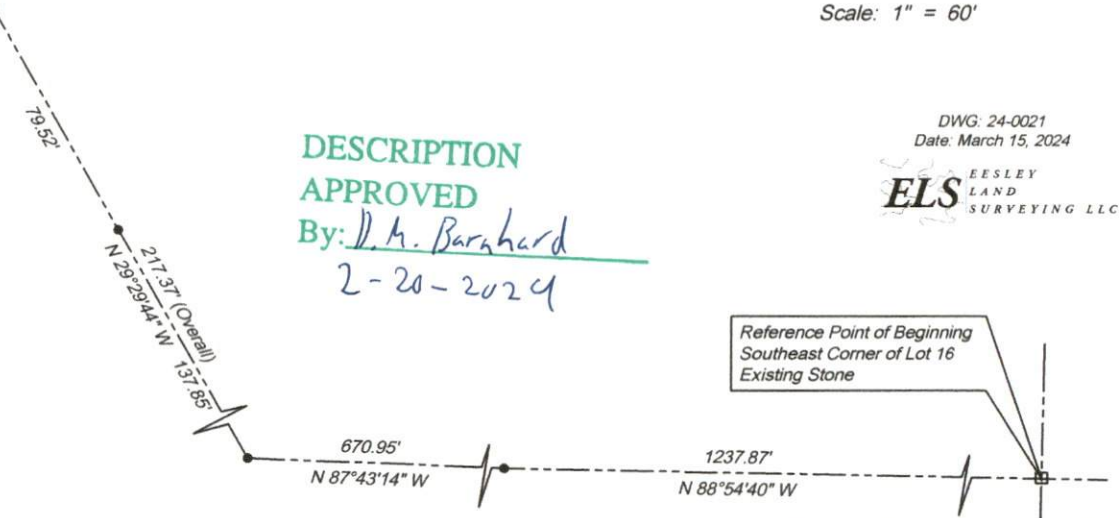 Scale: 1" = 60'
79.52'
DWG: 24-0021
Date: March 15, 2024
ELS EESLEY
LAND
SURVEYING LLC
DESCRIPTION
APPROVED
By: D. M. Barnhard
2-20-2024
217.37' (Overall)
N 29°29'44" W 137.85'
Reference Point of Beginning
Southeast Corner of Lot 16
Existing Stone
670.95'
N 87°43'14" W
1237.87'
N 88°54'40" W